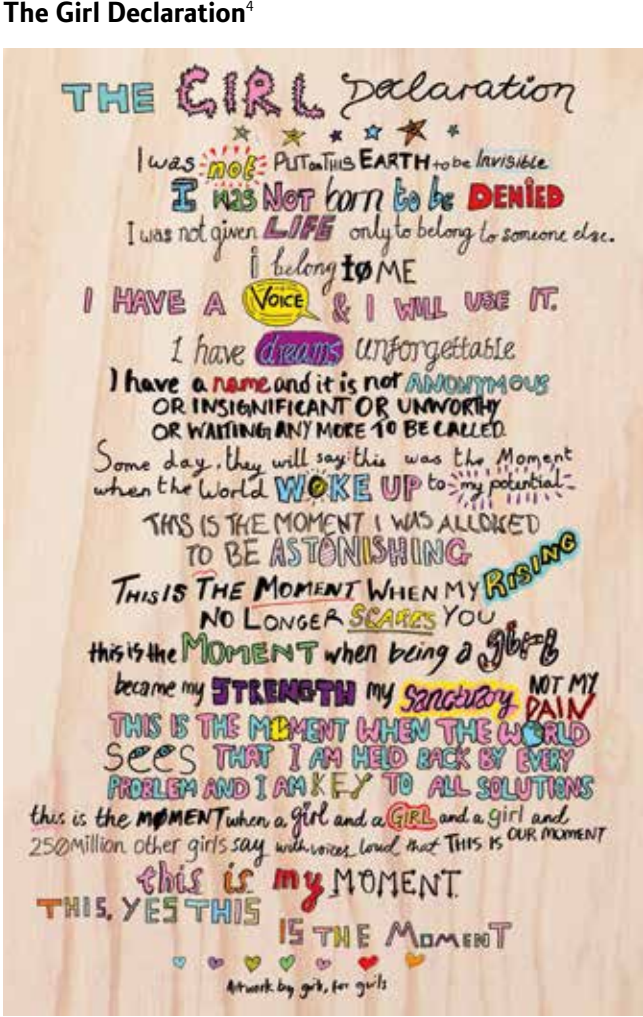 The Girl Declaration⁴
THE GIRL Declaration
I was not PUT on THIS EARTH to be Invisible
I WAS NOT born to be DENIED
I was not given LIFE only to belong to someone else.
i belong tø ME
I HAVE A VOICE & I WILL USE IT.
I have dreams unforgettable
I have a name and it is not ANONYMOUS
OR INSIGNIFICANT OR UNWORTHY
OR WAITING ANY MORE TO BE CALLED.
Some day, they will say: this was the Moment
when the World WOKE UP to my potential
THIS IS THE MOMENT I WAS ALLOWED
TO BE ASTONISHING
THIS IS THE MOMENT WHEN MY RISING
NO LONGER SCARES YOU
this is the MOMENT when being a girl
became my STRENGTH my Sanctuary NOT MY PAIN
THIS IS THE MOMENT WHEN THE WORLD
SEES THAT I AM HELD BACK BY EVERY
PROBLEM AND I AM KEY TO ALL SOLUTIONS
this is the MØMENT when a girl and a GIRL and a girl and
250Million other girls say with voices loud that THIS IS OUR MOMENT
this is my MOMENT.
THIS, YES THIS
IS THE MOMENT
Artwork by girls, for girls